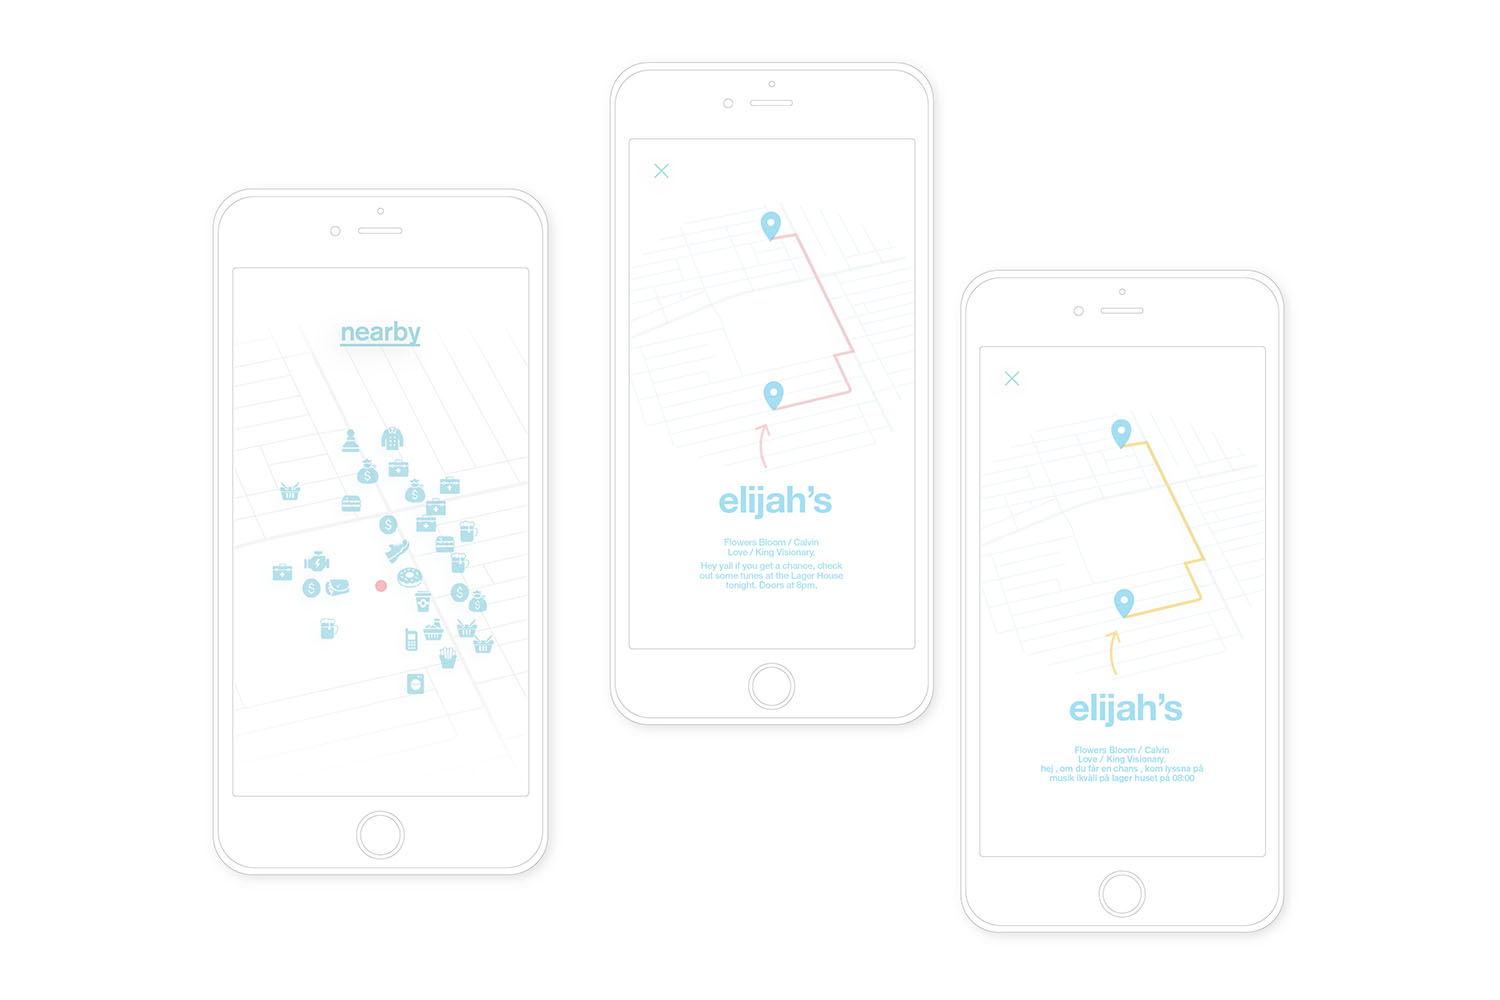 nearby
elijah's
Flowers Bloom / Calvin
Love / King Visionary.
Hey yall if you get a chance, check
out some tunes at the Lager House
tonight. Doors at 8pm.
elijah's
Flowers Bloom / Calvin
Love / King Visionary.
hej , om du får en chans , kom lyssna på
musik ikväll på lager huset på 08:00